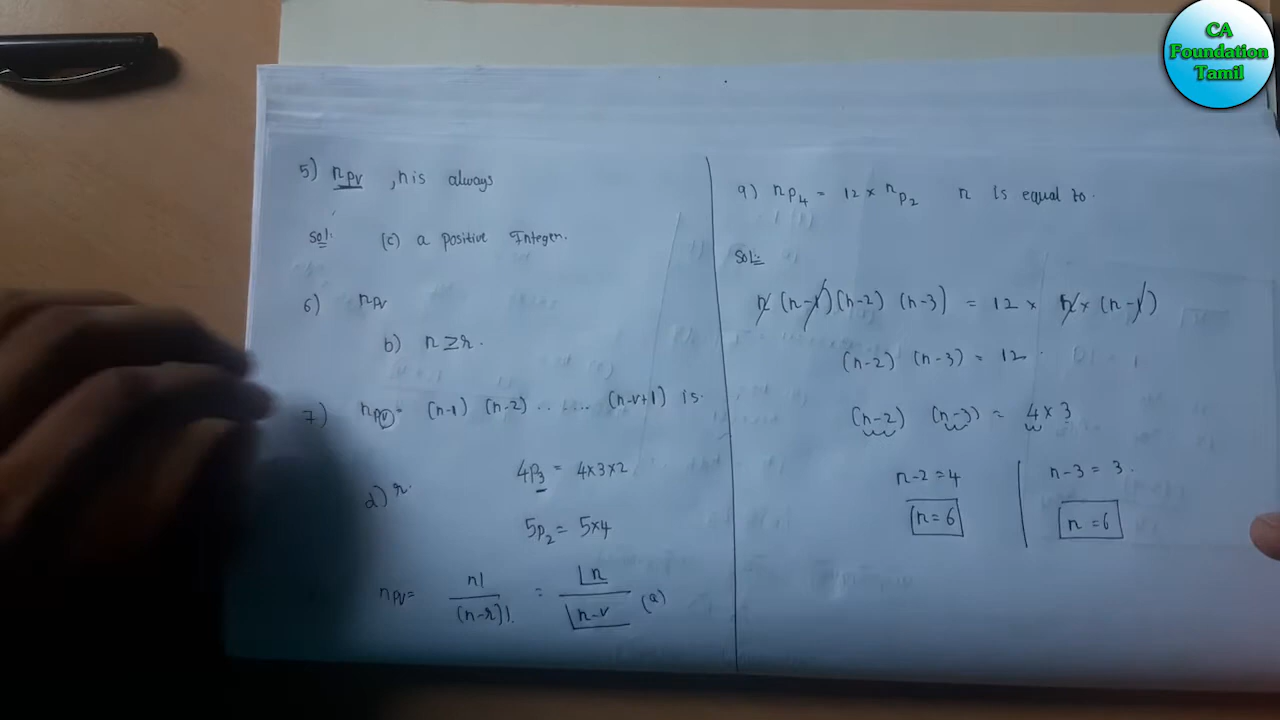 CA
Foundation
Tamil
5) nPr , n is always
Sol: (c) a positive Integer.
6) nPr
b) n ≥ r.
7) nPr = (n-1) (n-2) . . ..... (n-r+1) is.
d) r.
4P3 = 4×3×2
5P2 = 5×4
nPr = n!/(n-r)! = ⌊n/⌊n-r (a)
9) nP4 = 12 × nP2 n is equal to.
Sol:
n (n-1)(n-2) (n-3) = 12 × n × (n-1)
(n-2) (n-3) = 12
(n-2) (n-3) = 4×3
n-2 = 4
n = 6
n-3 = 3.
n = 6